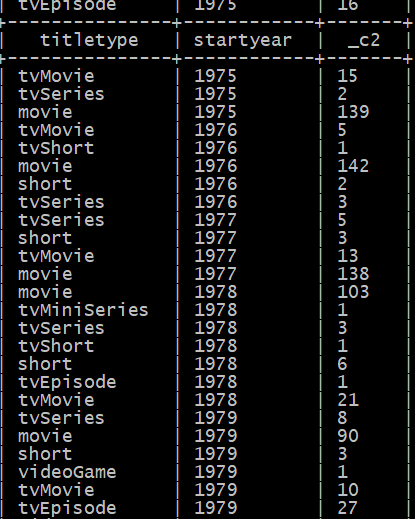 | tvEpisode | 1975 | 16 |
+---------------+------------+-------+
| titletype | startyear | _c2 |
+---------------+------------+-------+
| tvMovie | 1975 | 15 |
| tvSeries | 1975 | 2 |
| movie | 1975 | 139 |
| tvMovie | 1976 | 5 |
| tvShort | 1976 | 1 |
| movie | 1976 | 142 |
| short | 1976 | 2 |
| tvSeries | 1976 | 3 |
| tvSeries | 1977 | 5 |
| short | 1977 | 3 |
| tvMovie | 1977 | 13 |
| movie | 1977 | 138 |
| movie | 1978 | 103 |
| tvMiniSeries | 1978 | 1 |
| tvSeries | 1978 | 3 |
| tvShort | 1978 | 1 |
| short | 1978 | 6 |
| tvEpisode | 1978 | 1 |
| tvMovie | 1978 | 21 |
| tvSeries | 1979 | 8 |
| movie | 1979 | 90 |
| short | 1979 | 3 |
| videoGame | 1979 | 1 |
| tvMovie | 1979 | 10 |
| tvEpisode | 1979 | 27 |